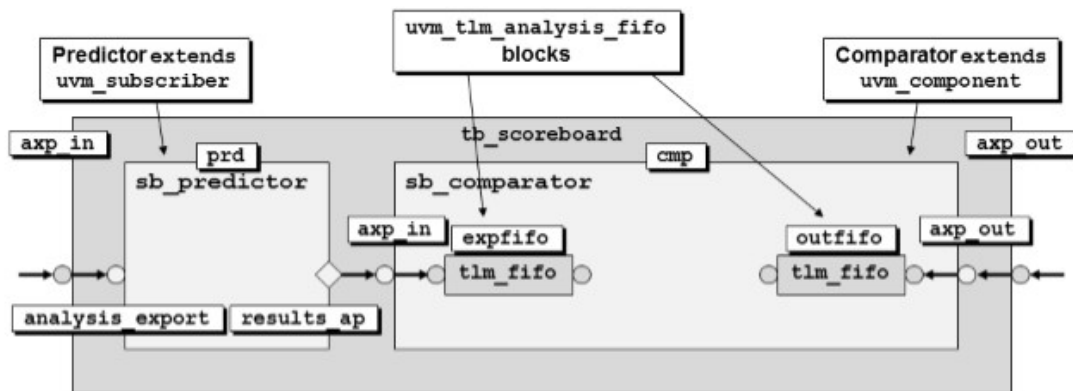 Predictor extends
uvm_subscriber
uvm_tlm_analysis_fifo
blocks
Comparator extends
uvm_component
axp_in
tb_scoreboard
axp_out
prd
cmp
sb_predictor
sb_comparator
axp_in
expfifo
outfifo
axp_out
tlm_fifo
tlm_fifo
analysis_export
results_ap